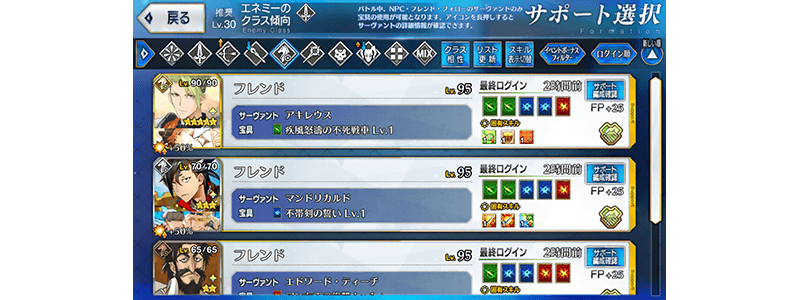 戻る
推奨
Lv.30
エネミーの
クラス傾向
Enemy Class
バトル中、NPC・フレンド・フォローのサーヴァントのみ
宝具の使用が可能となります。アイコンを長押しすると
サーヴァントの詳細情報が確認できます。
サポート選択
Formation
MIX
クラス
相性
リスト
更新
スキル
表示切替
イベントボーナス
フィルター
ログイン順
新しい順
Lv.90/90
+50%
フレンド
Lv.95
サーヴァント アキレウス
宝具 疾風怒濤の不死戦車 Lv.1
最終ログイン 2時間前
固有スキル
サポート
編成確認
FP+25
Support
Lv.70/70
+50%
フレンド
Lv.95
サーヴァント マンドリカルド
宝具 不帯剣の誓い Lv.1
最終ログイン 2時間前
固有スキル
サポート
編成確認
FP+25
Support
Lv.65/65
フレンド
Lv.95
サーヴァント エドワード・ティーチ
最終ログイン 2時間前
サポート
編成確認
FP+25